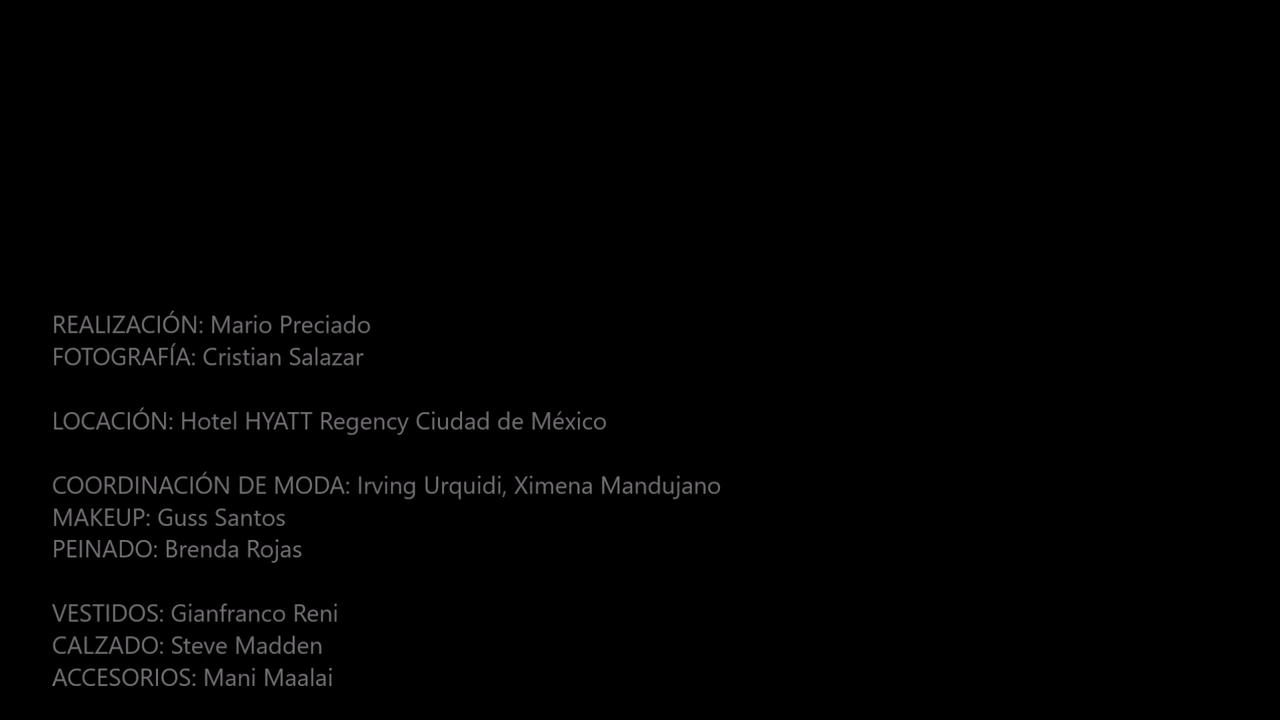 REALIZACIÓN: Mario Preciado
FOTOGRAFÍA: Cristian Salazar
LOCACIÓN: Hotel HYATT Regency Ciudad de México
COORDINACIÓN DE MODA: Irving Urquidi, Ximena Mandujano
MAKEUP: Guss Santos
PEINADO: Brenda Rojas
VESTIDOS: Gianfranco Reni
CALZADO: Steve Madden
ACCESORIOS: Mani Maalai